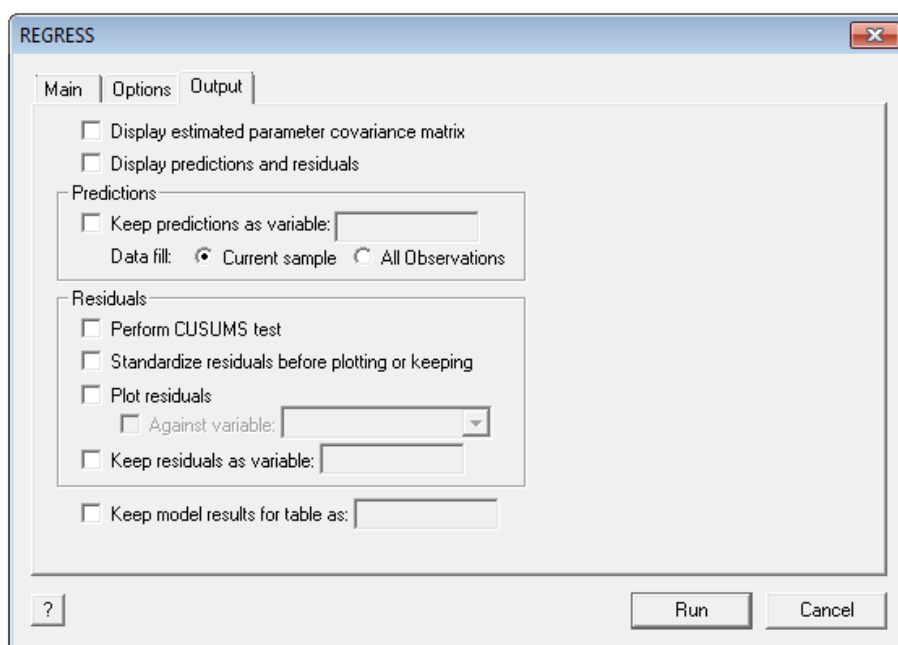 REGRESS
Main Options Output
Display estimated parameter covariance matrix
Display predictions and residuals
Predictions
Keep predictions as variable:
Data fill: Current sample All Observations
Residuals
Perform CUSUMS test
Standardize residuals before plotting or keeping
Plot residuals
Against variable:
Keep residuals as variable:
Keep model results for table as:
? Run Cancel